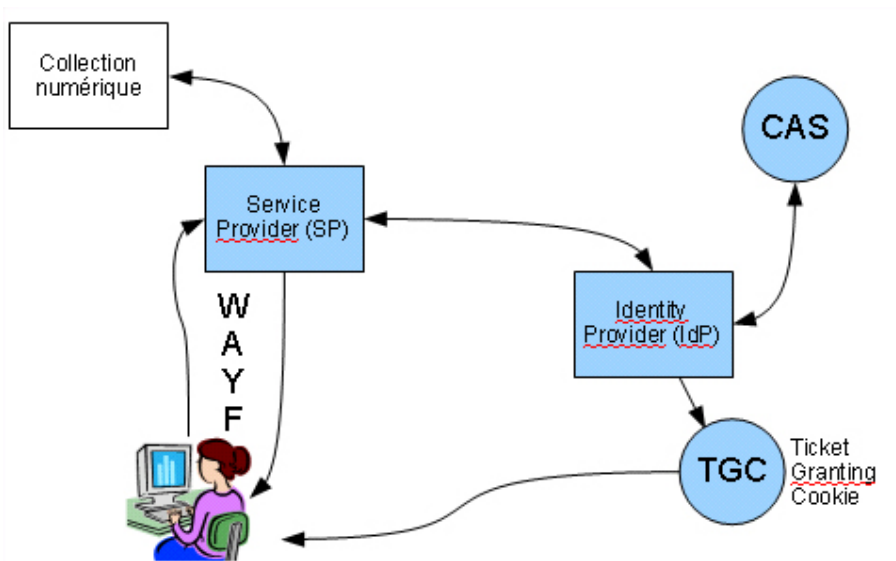 Collection
numérique
CAS
Service
Provider (SP)
W
A
Y
F
Identity
Provider (IdP)
TGC
Ticket
Granting
Cookie